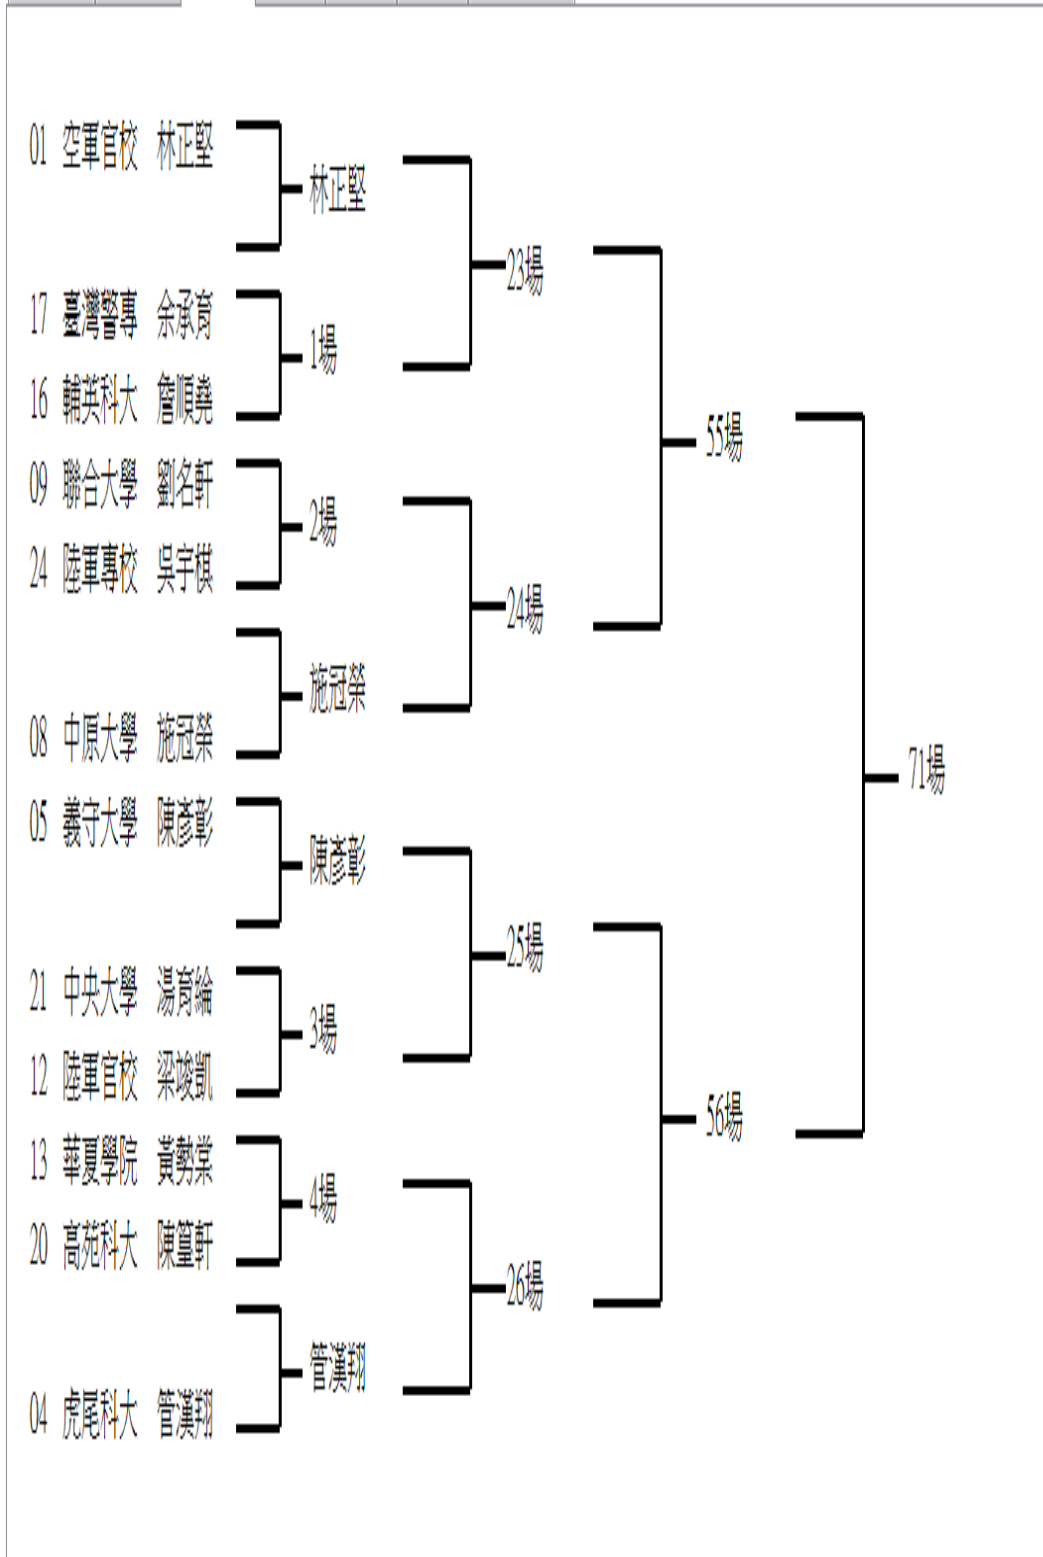 01 空軍官校 林正堅
林正堅
23場
17 臺灣警專 余承育
1場
16 輔英科大 詹順堯
55場
09 聯合大學 劉名軒
2場
24 陸軍專校 吳宇棋
24場
施冠榮
08 中原大學 施冠榮
71場
05 義守大學 陳彥彰
陳彥彰
25場
21 中央大學 湯育綸
3場
12 陸軍官校 梁竣凱
56場
13 華夏學院 黃勢棠
4場
20 高苑科大 陳篁軒
26場
管漢翔
04 虎尾科大 管漢翔